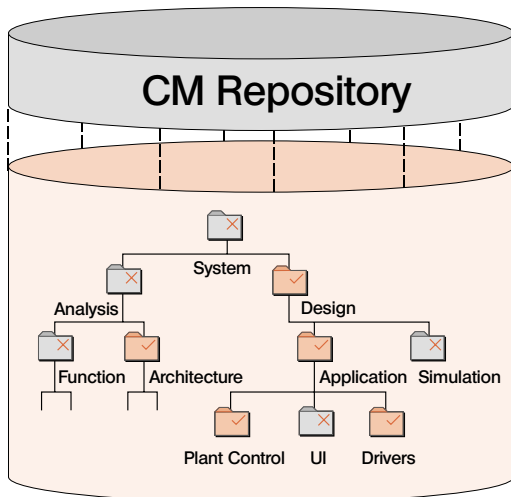 CM Repository
System
Analysis
Design
Function
Architecture
Application
Simulation
Plant Control
UI
Drivers